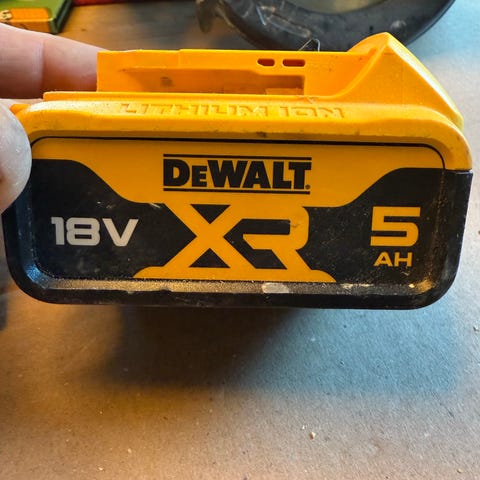 LITHIUM ION
DEWALT
18V
XR
5
AH